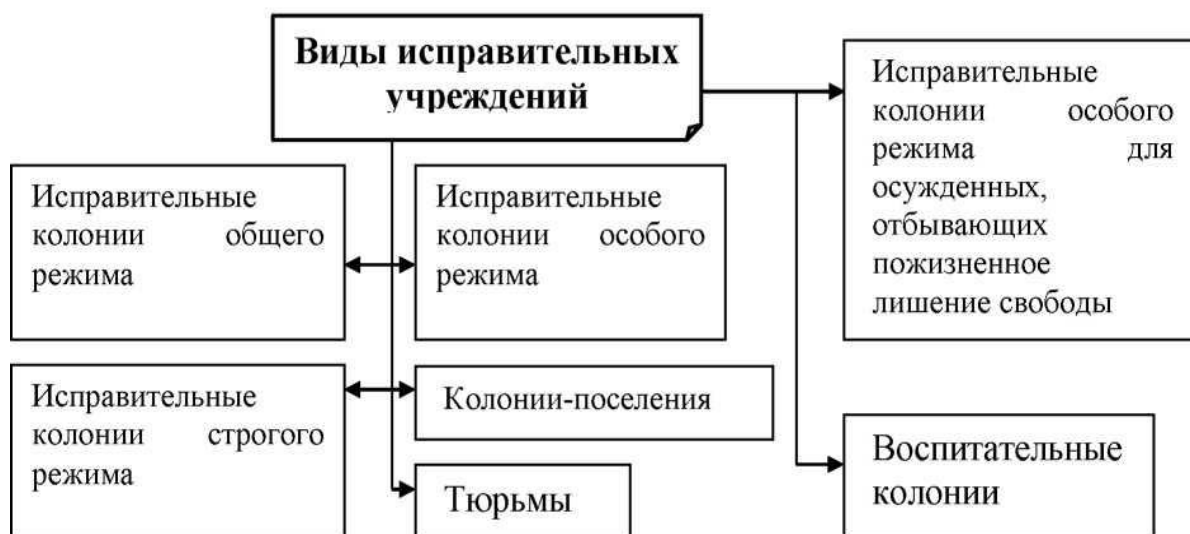 Виды исправительных
учреждений
Исправительные
колонии общего
режима
Исправительные
колонии особого
режима
Исправительные
колонии особого
режима для
осужденных,
отбывающих
пожизненное
лишение свободы
Исправительные
колонии строгого
режима
Колонии-поселения
Тюрьмы
Воспитательные
колонии